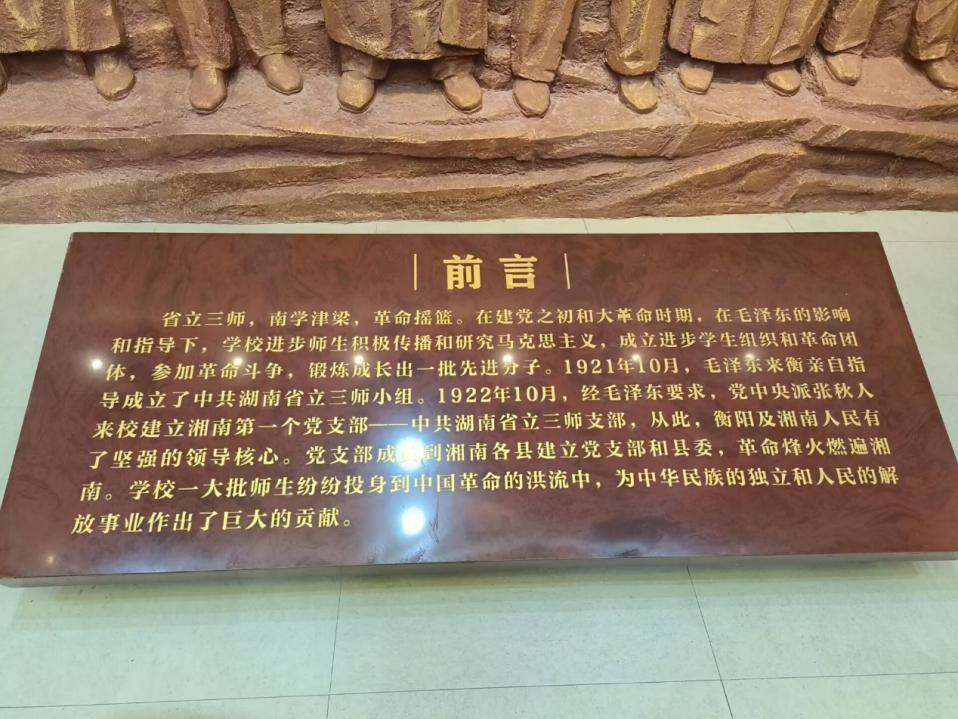 前言
省立三师，南学津梁，革命摇篮。在建党之初和大革命时期，在毛泽东的影响
和指导下，学校进步师生积极传播和研究马克思主义，成立进步学生组织和革命团
体，参加革命斗争，锻炼成长出一批先进分子。1921年10月，毛泽东来衡亲自指
导成立了中共湖南省立三师小组。1922年10月，经毛泽东要求，党中央派张秋人
来校建立湘南第一个党支部——中共湖南省立三师支部，从此，衡阳及湘南人民有
了坚强的领导核心。党支部成员到湘南各县建立党支部和县委，革命烽火燃遍湘
南。学校一大批师生纷纷投身到中国革命的洪流中，为中华民族的独立和人民的解
放事业作出了巨大的贡献。